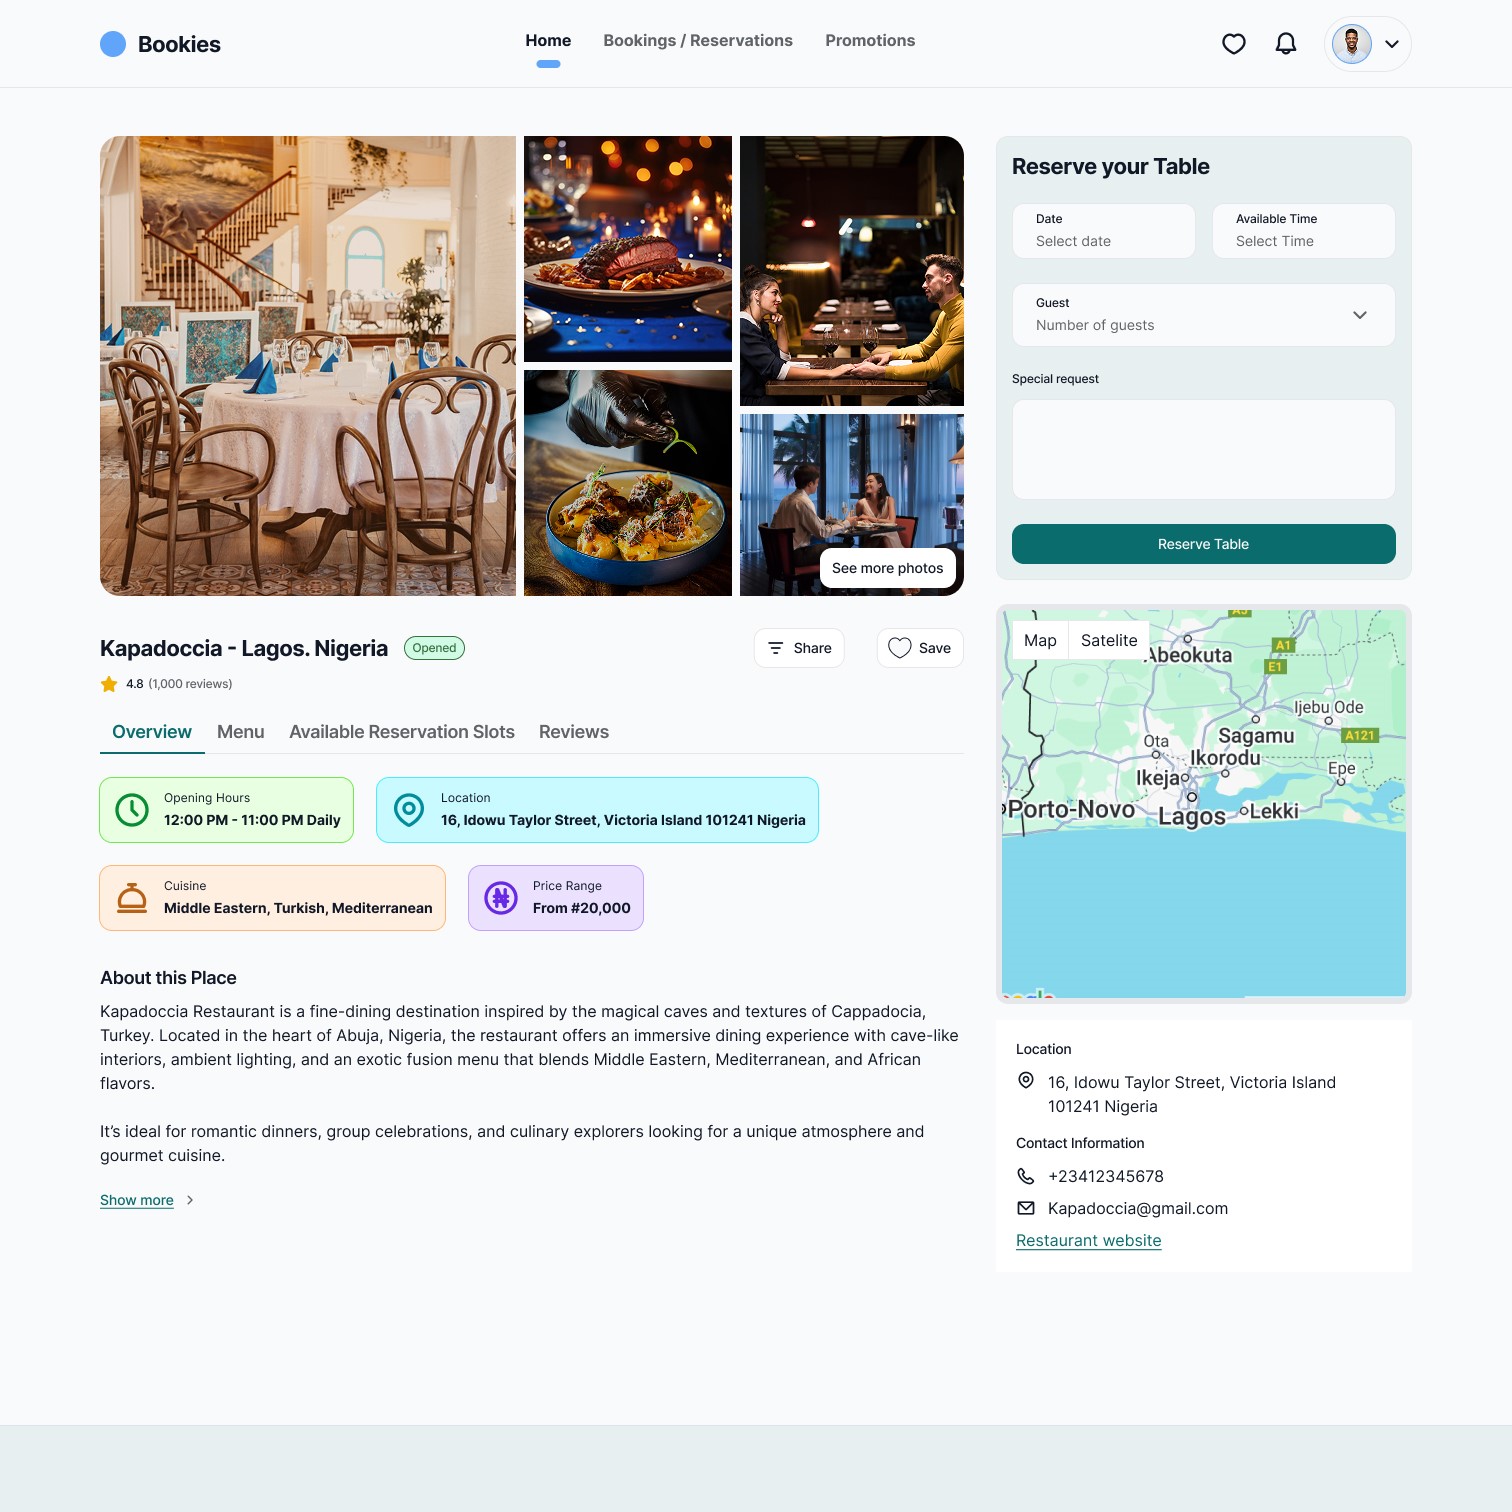 Bookies
Home
Bookings / Reservations
Promotions
See more photos
Reserve your Table
Date
Select date
Available Time
Select Time
Guest
Number of guests
Special request
Reserve Table
Kapadoccia - Lagos. Nigeria
Opened
Share
Save
4.8 (1,000 reviews)
Overview
Menu
Available Reservation Slots
Reviews
Opening Hours
12:00 PM - 11:00 PM Daily
Location
16, Idowu Taylor Street, Victoria Island 101241 Nigeria
Cuisine
Middle Eastern, Turkish, Mediterranean
Price Range
From #20,000
About this Place
Kapadoccia Restaurant is a fine-dining destination inspired by the magical caves and textures of Cappadocia,
Turkey. Located in the heart of Abuja, Nigeria, the restaurant offers an immersive dining experience with cave-like
interiors, ambient lighting, and an exotic fusion menu that blends Middle Eastern, Mediterranean, and African
flavors.
It's ideal for romantic dinners, group celebrations, and culinary explorers looking for a unique atmosphere and
gourmet cuisine.
Show more
Map
Satelite
Abeokuta
A1
E1
Ijebu Ode
A121
Sagamu
Ota
Ikorodu
Ikeja
Epe
Porto-Novo
Lagos
Lekki
Location
16, Idowu Taylor Street, Victoria Island
101241 Nigeria
Contact Information
+23412345678
Kapadoccia@gmail.com
Restaurant website